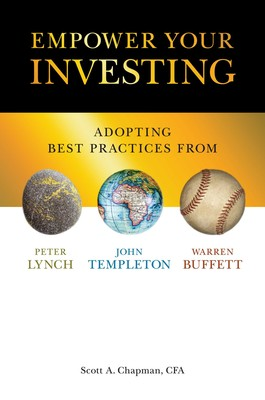 EMPOWER YOUR
INVESTING
ADOPTING
BEST PRACTICES FROM
PETER
LYNCH
JOHN
TEMPLETON
WARREN
BUFFETT
Scott A. Chapman, CFA